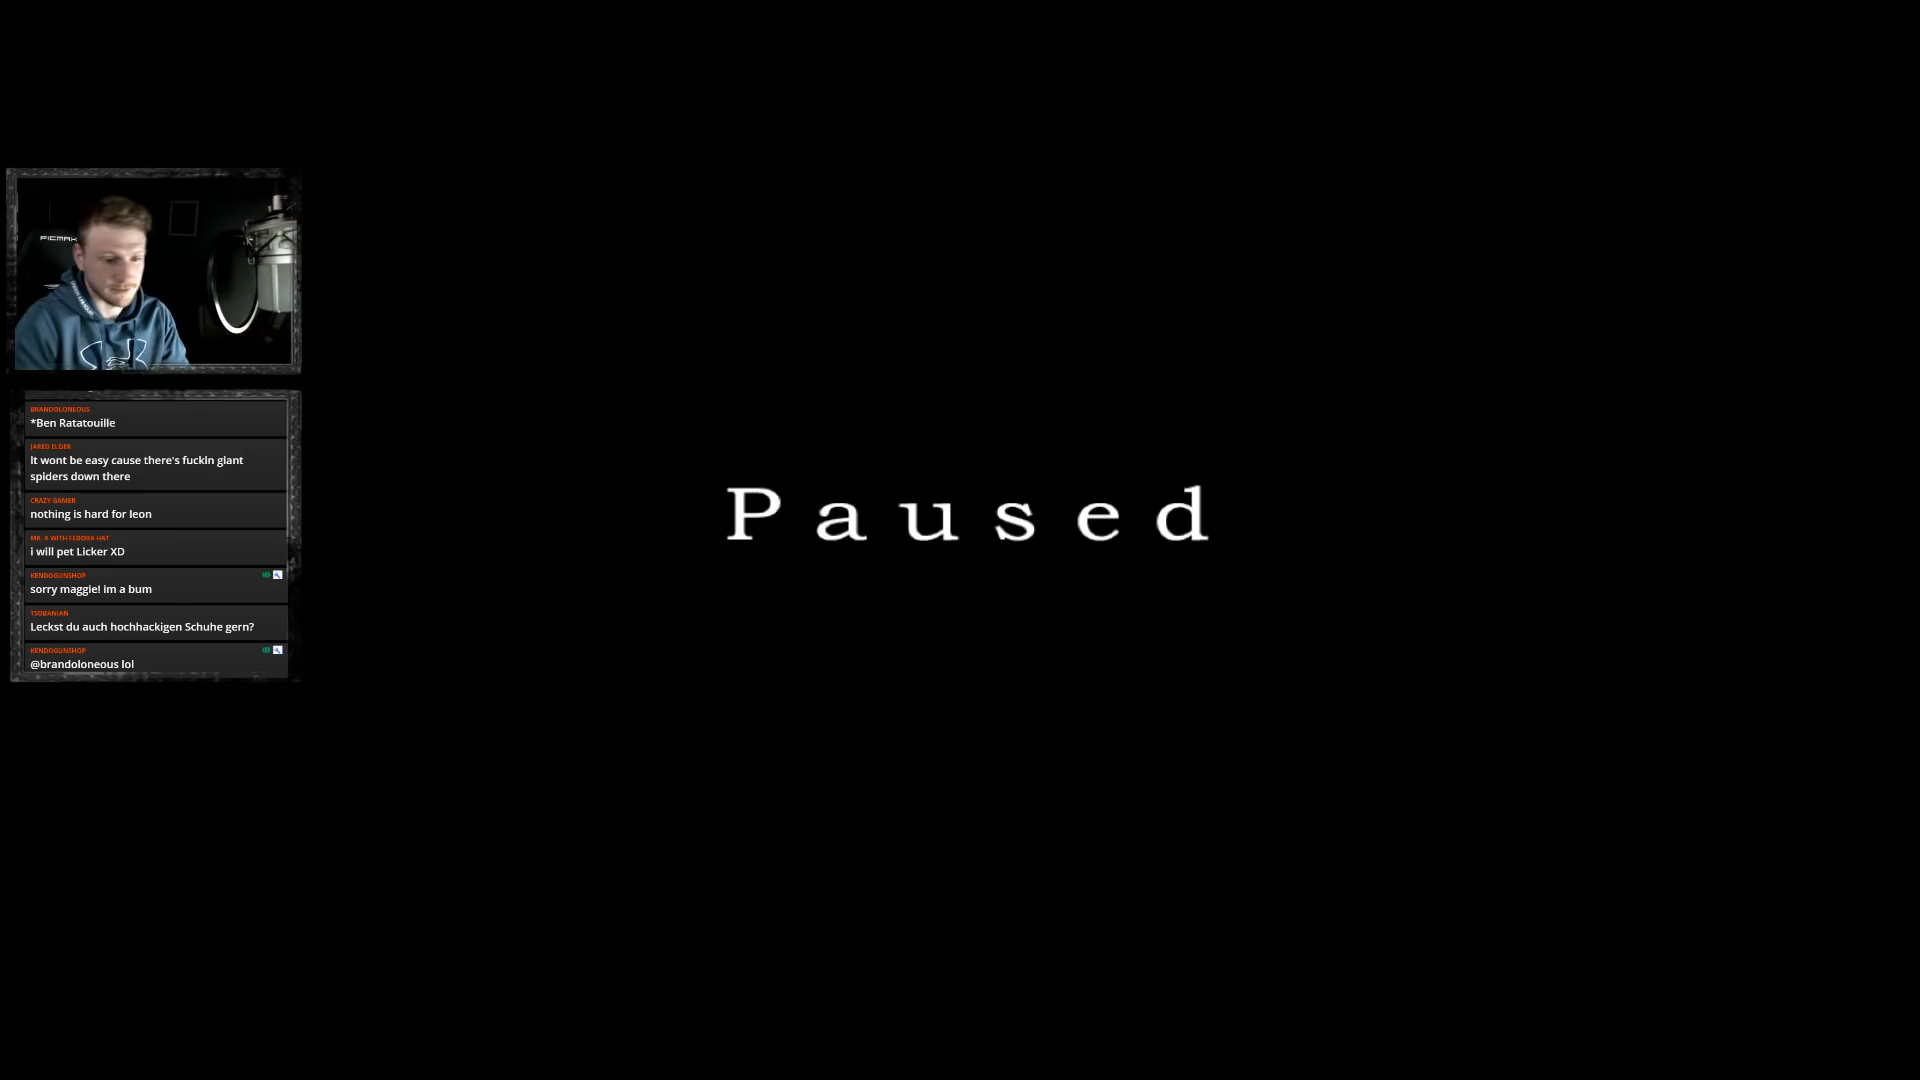 PICMAX
BRANDOLONEOUS
*Ben Ratatouille
JARED ELDER
It wont be easy cause there's fuckin giant
spiders down there
CRAZY GAMER
nothing is hard for leon
MR. X WITH FEDORA HAT
i will pet Licker XD
KENDOGUNSHOP
sorry maggie! im a bum
TSOBANIAN
Leckst du auch hochhackigen Schuhe gern?
KENDOGUNSHOP
@brandoloneous lol
Paused